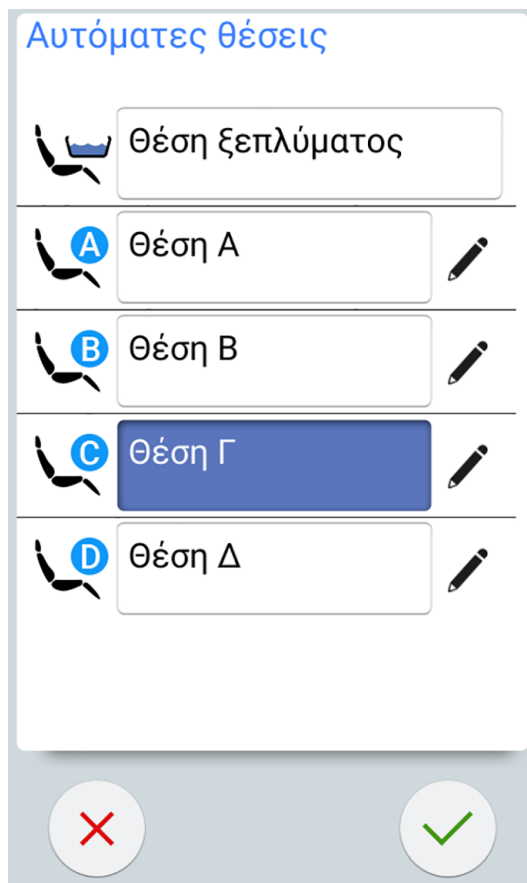 Αυτόματες θέσεις
Θέση ξεπλύματος
A Θέση Α
B Θέση Β
C Θέση Γ
D Θέση Δ